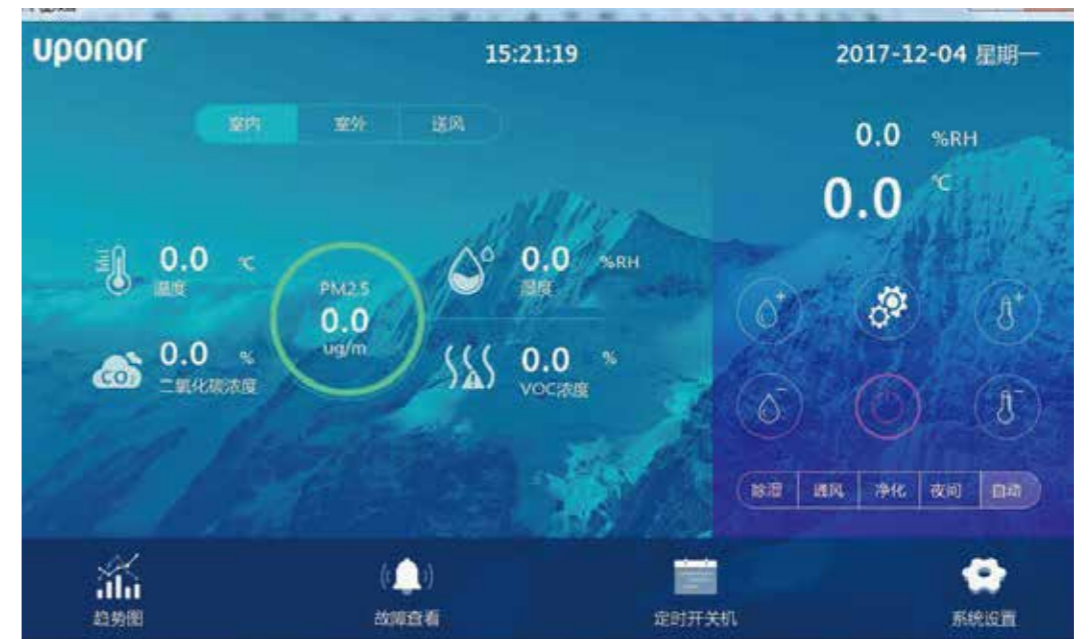 uponor
15:21:19
2017-12-04 星期一
室内 室外 送风
0.0 %RH
0.0 ℃
0.0 ℃
温度
PM2.5
0.0
ug/m
0.0 %RH
湿度
CO2
0.0 %
二氧化碳浓度
0.0 %
VOC浓度
除湿 通风 净化 夜间 自动
趋势图
故障查看
定时开关机
系统设置